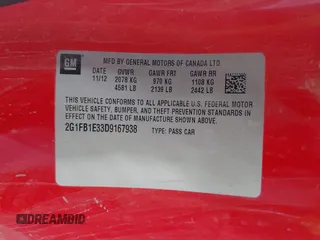 GM
MFD BY GENERAL MOTORS OF CANADA LTD.
11/12 GVWR GAWR FRT GAWR RR
2078 KG 970 KG 1108 KG
4581 LB 2139 LB 2442 LB
THIS VEHICLE CONFORMS TO ALL APPLICABLE U.S. FEDERAL MOTOR
VEHICLE SAFETY, BUMPER, AND THEFT PREVENTION STANDARDS IN
EFFECT ON THE DATE OF MANUFACTURE SHOWN ABOVE.
2G1FB1E33D9157938 TYPE: PASS CAR
DREAMBID